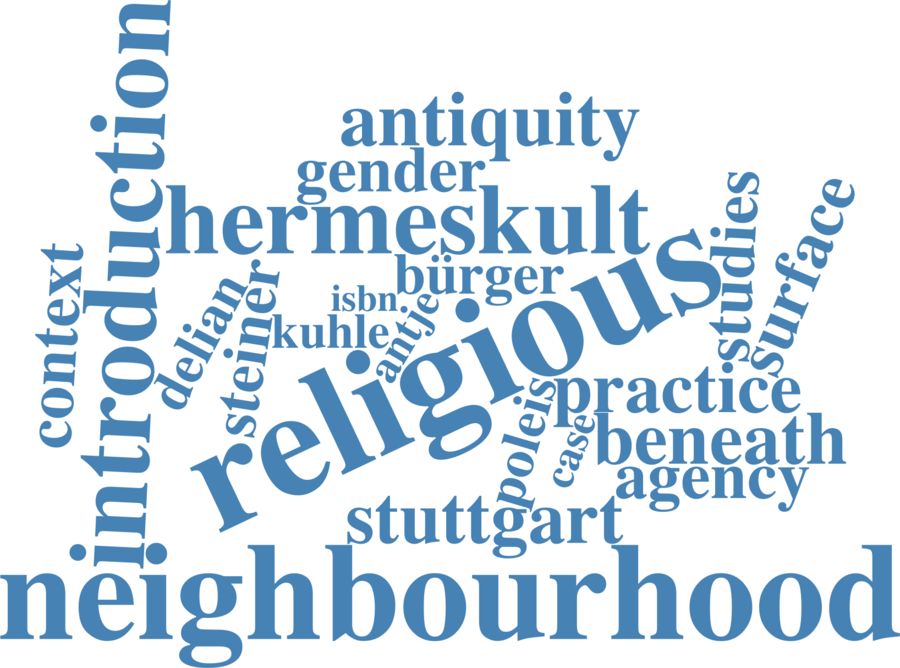 introduction
antiquity
gender
hermeskult
studies
surface
context
religious
bürger
delian
steiner
isbn
antje
kuhle
practice
poleis
case
beneath
agency
stuttgart
neighbourhood